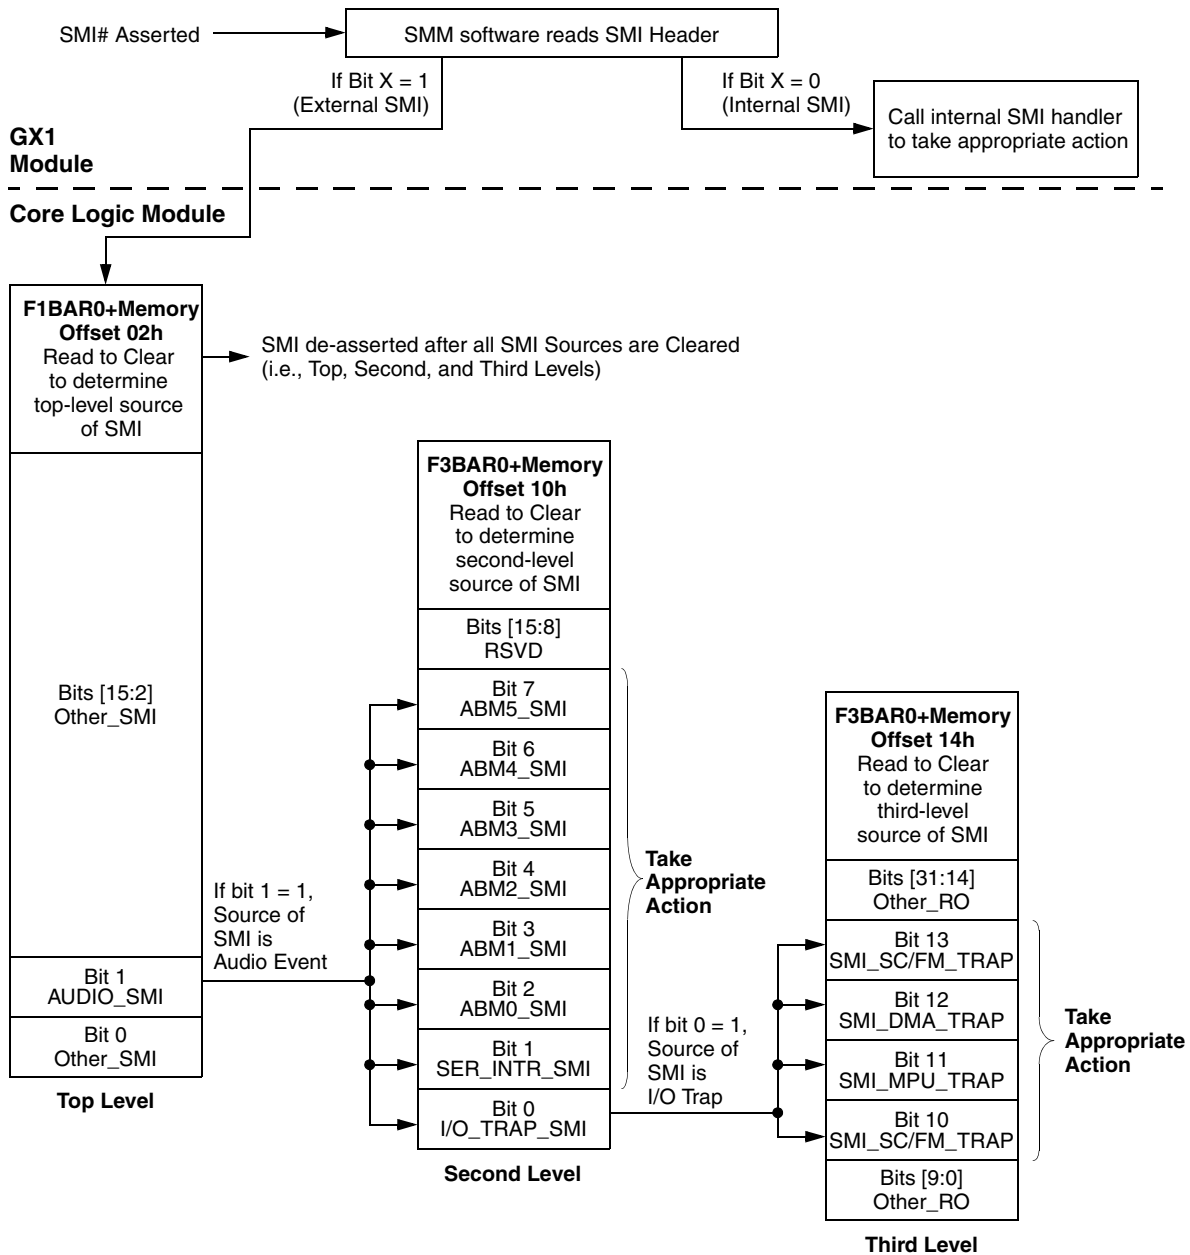 SMI# Asserted
SMM software reads SMI Header
If Bit X = 1
(External SMI)
If Bit X = 0
(Internal SMI)
Call internal SMI handler
to take appropriate action
GX1
Module
Core Logic Module
F1BAR0+Memory
Offset 02h
Read to Clear
to determine
top-level source
of SMI
SMI de-asserted after all SMI Sources are Cleared
(i.e., Top, Second, and Third Levels)
Bits [15:2]
Other_SMI
Bit 1
AUDIO_SMI
Bit 0
Other_SMI
Top Level
If bit 1 = 1,
Source of
SMI is
Audio Event
F3BAR0+Memory
Offset 10h
Read to Clear
to determine
second-level
source of SMI
Bits [15:8]
RSVD
Bit 7
ABM5_SMI
Bit 6
ABM4_SMI
Bit 5
ABM3_SMI
Bit 4
ABM2_SMI
Bit 3
ABM1_SMI
Bit 2
ABM0_SMI
Bit 1
SER_INTR_SMI
Bit 0
I/O_TRAP_SMI
Second Level
Take
Appropriate
Action
If bit 0 = 1,
Source of
SMI is
I/O Trap
F3BAR0+Memory
Offset 14h
Read to Clear
to determine
third-level
source of SMI
Bits [31:14]
Other_RO
Bit 13
SMI_SC/FM_TRAP
Bit 12
SMI_DMA_TRAP
Bit 11
SMI_MPU_TRAP
Bit 10
SMI_SC/FM_TRAP
Bits [9:0]
Other_RO
Third Level
Take
Appropriate
Action